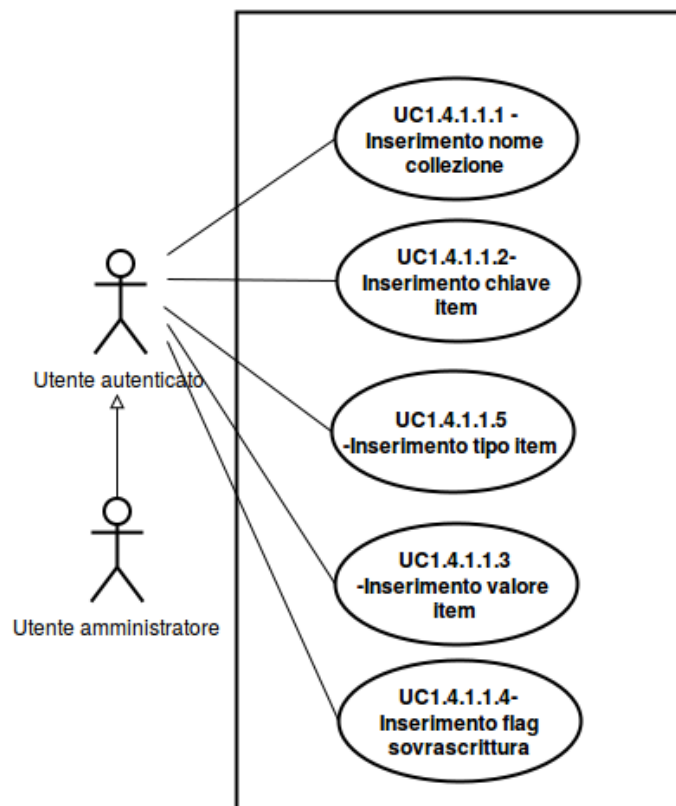 UC1.4.1.1.1 -
Inserimento nome
collezione
UC1.4.1.1.2-
Inserimento chiave
item
Utente autenticato
UC1.4.1.1.5
-Inserimento tipo item
UC1.4.1.1.3
-Inserimento valore
item
Utente amministratore
UC1.4.1.1.4-
Inserimento flag
sovrascrittura